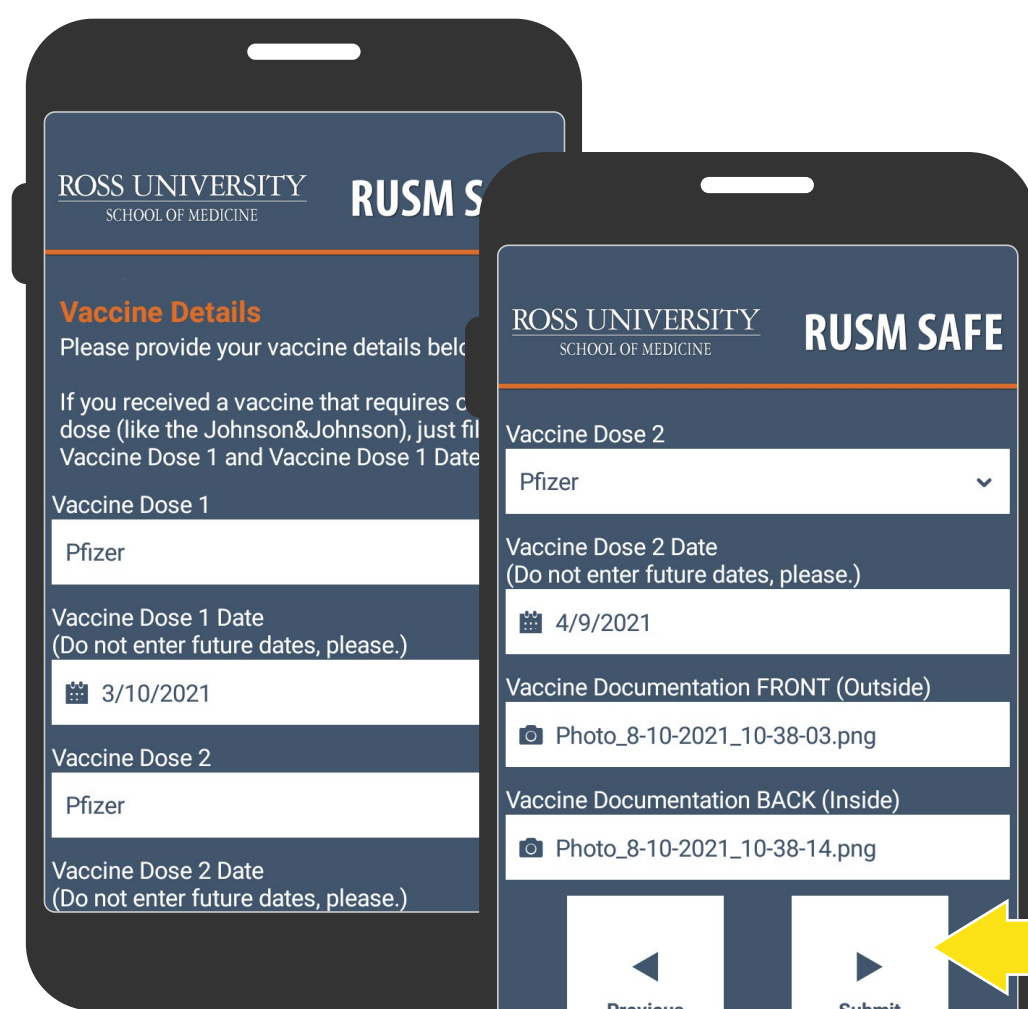 ROSS UNIVERSITY
SCHOOL OF MEDICINE
RUSM
Vaccine Details
Please provide your vaccine details
If you received a vaccine that requires
dose (like the Johnson&Johnson), just
Vaccine Dose 1 and Vaccine Dose 1 Date
Vaccine Dose 1
Pfizer
Vaccine Dose 1 Date
(Do not enter future dates, please.)
3/10/2021
Vaccine Dose 2
Pfizer
Vaccine Dose 2 Date
(Do not enter future dates, please.)
ROSS UNIVERSITY
SCHOOL OF MEDICINE
RUSM SAFE
Vaccine Dose 2
Pfizer
Vaccine Dose 2 Date
(Do not enter future dates, please.)
4/9/2021
Vaccine Documentation FRONT (Outside)
Photo_8-10-2021_10-38-03.png
Vaccine Documentation BACK (Inside)
Photo_8-10-2021_10-38-14.png
Previous
Submit